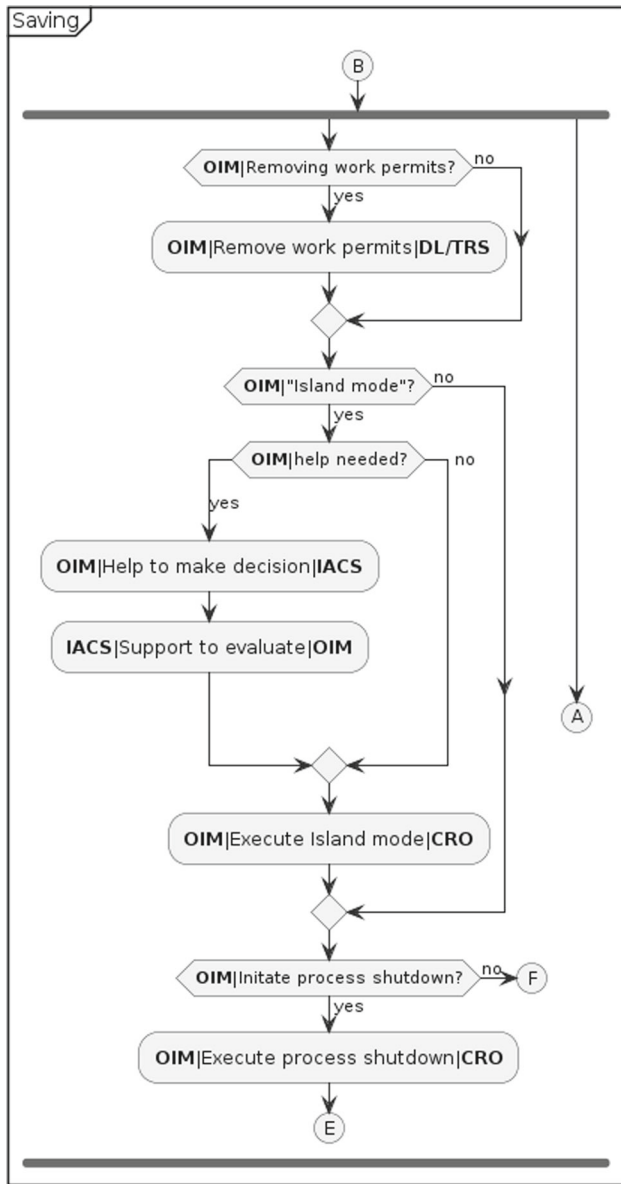 Saving
B
OIM|Removing work permits?
no
yes
OIM|Remove work permits|DL/TRS
OIM|"Island mode"?
no
yes
OIM|help needed?
no
yes
OIM|Help to make decision|IACS
IACS|Support to evaluate|OIM
A
OIM|Execute Island mode|CRO
OIM|Initate process shutdown?
no
F
yes
OIM|Execute process shutdown|CRO
E